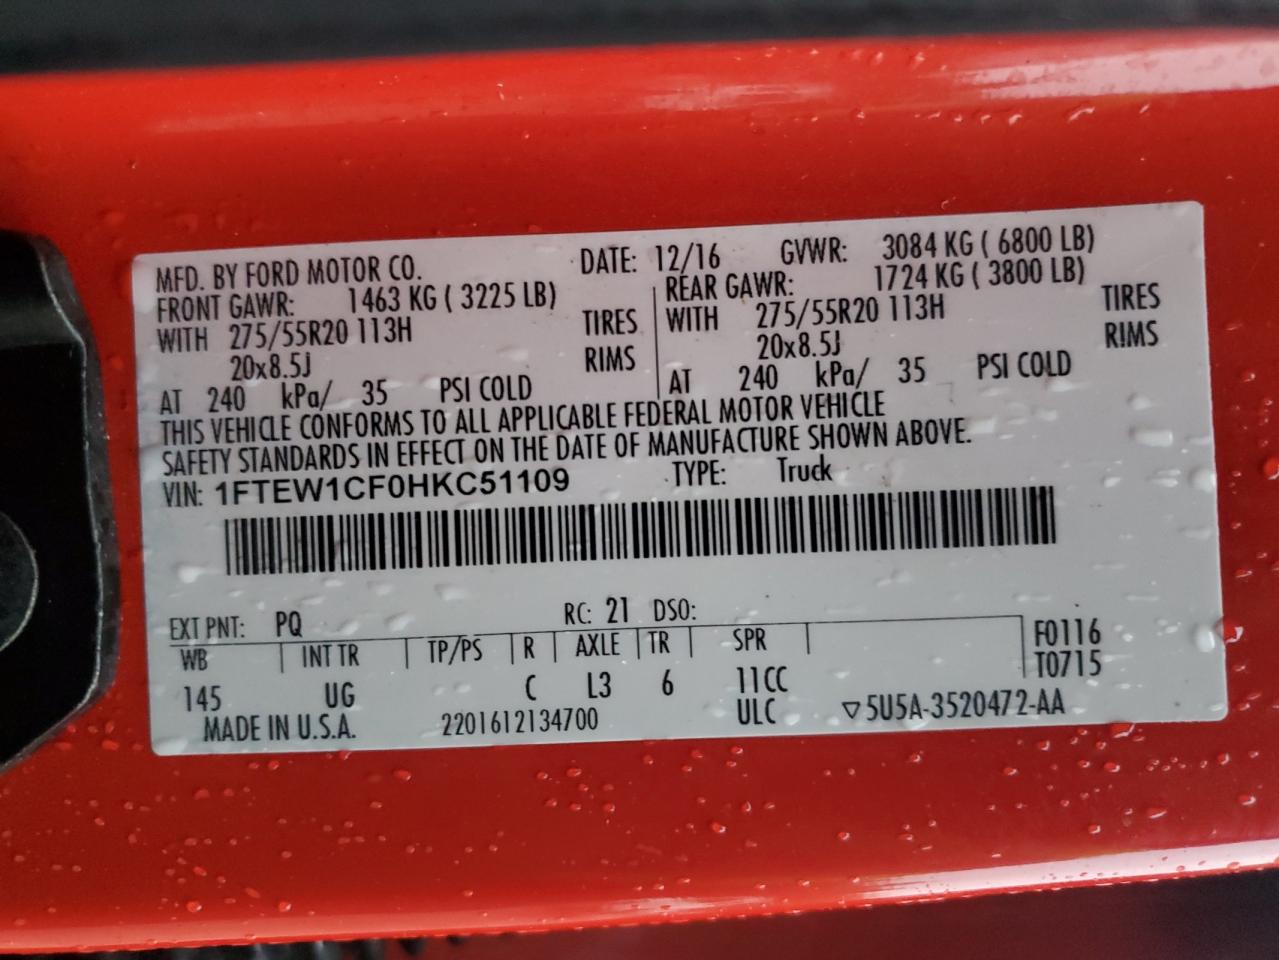 MFD. BY FORD MOTOR CO. DATE: 12/16 GVWR: 3084 KG ( 6800 LB)
FRONT GAWR: 1463 KG ( 3225 LB) REAR GAWR: 1724 KG ( 3800 LB)
WITH 275/55R20 113H TIRES WITH 275/55R20 113H TIRES
20x8.5J RIMS 20x8.5J RIMS
AT 240 kPa/ 35 PSI COLD AT 240 kPa/ 35 PSI COLD
THIS VEHICLE CONFORMS TO ALL APPLICABLE FEDERAL MOTOR VEHICLE
SAFETY STANDARDS IN EFFECT ON THE DATE OF MANUFACTURE SHOWN ABOVE.
VIN: 1FTEW1CF0HKC51109 TYPE: Truck
EXT PNT: PQ RC: 21 DSO:
WB INT TR TP/PS R AXLE TR SPR F0116
145 UG C L3 6 11CC T0715
MADE IN U.S.A. 2201612134700 ULC ▽5U5A-3520472-AA